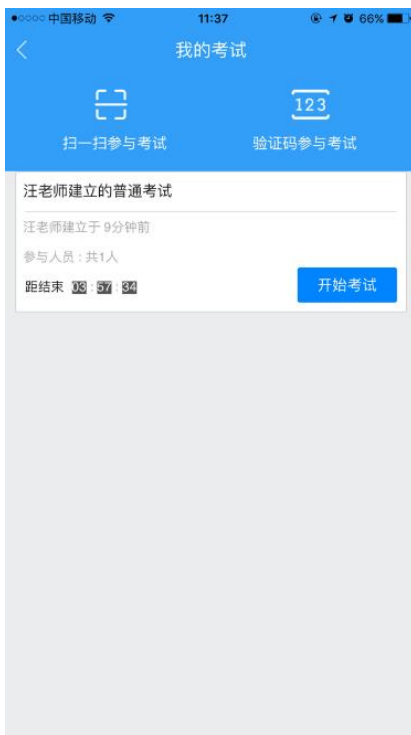 中国移动 11:37 66%
我的考试
123
扫一扫参与考试 验证码参与考试
汪老师建立的普通考试
汪老师建立于 9分钟前
参与人员：共1人
距结束 03 : 57 : 34 开始考试